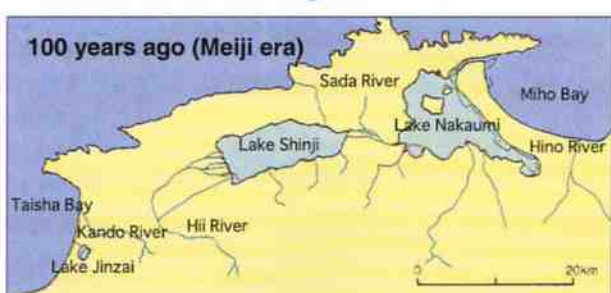 100 years ago (Meiji era)
Sada River
Miho Bay
Lake Nakaumi
Lake Shinji
Hino River
Taisha Bay
Kando River
Hii River
Lake Jinzai
0
20km